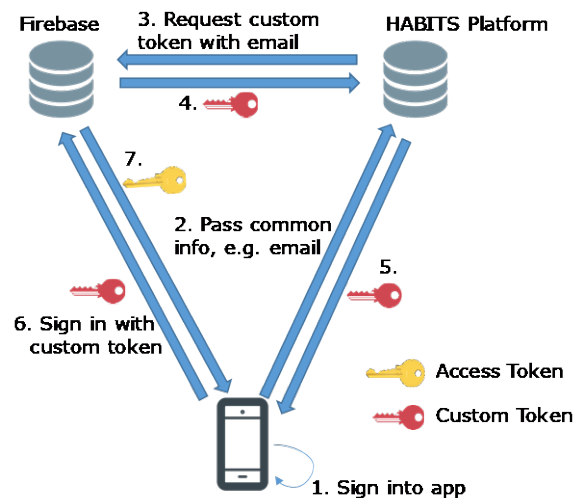 Firebase
3. Request custom
token with email
HABITS Platform
4.
7.
2. Pass common
info, e.g. email
5.
6. Sign in with
custom token
Access Token
Custom Token
1. Sign into app